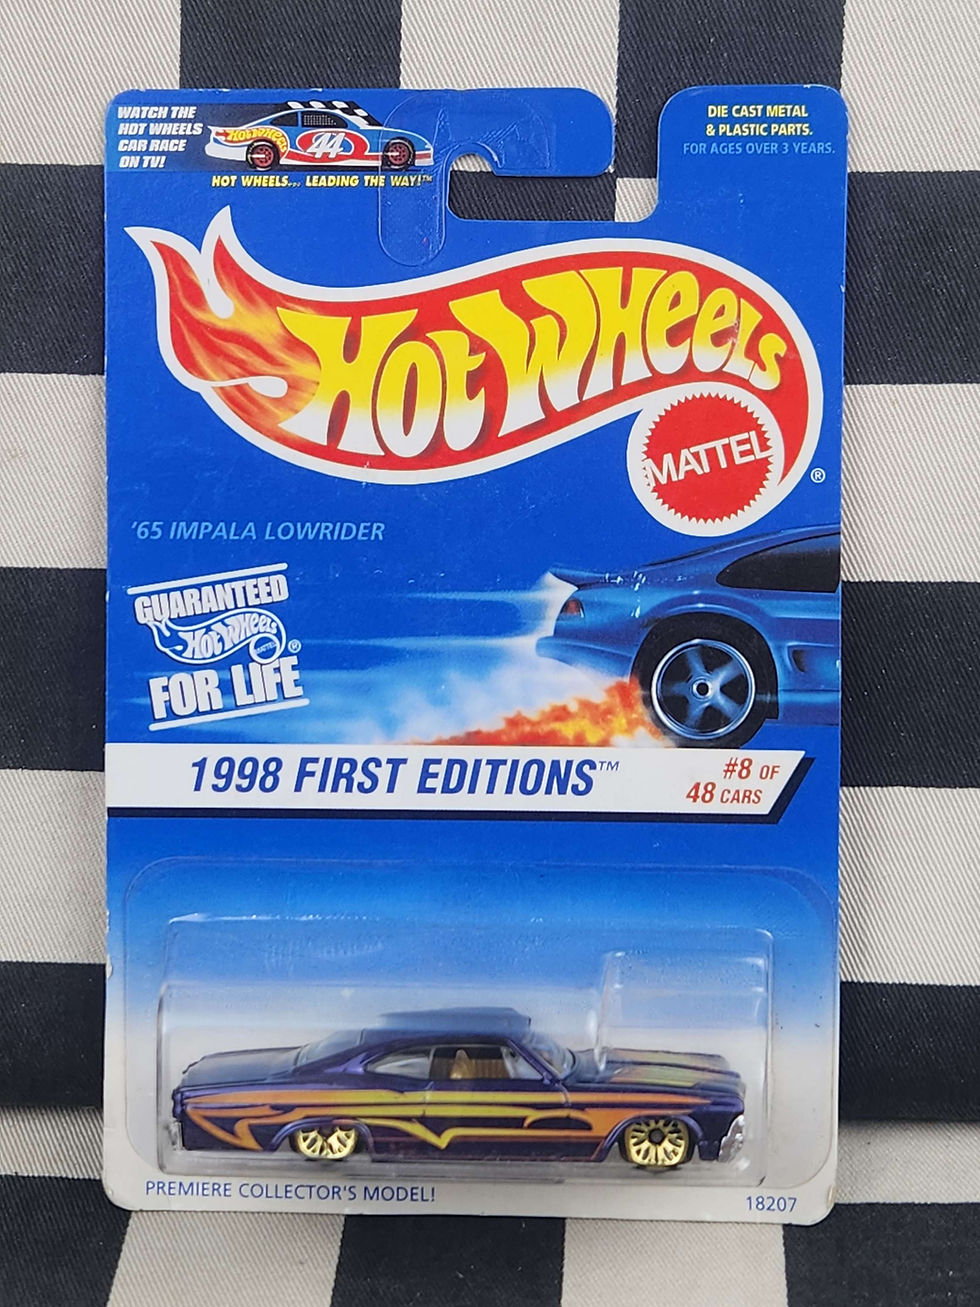 WATCH THE
HOT WHEELS
CAR RACE
ON TV!
Hot Wheels
44
HOT WHEELS... LEADING THE WAY!™
DIE CAST METAL
& PLASTIC PARTS.
FOR AGES OVER 3 YEARS.
Hot Wheels
MATTEL
®
'65 IMPALA LOWRIDER
GUARANTEED
Hot Wheels ®
MATTEL
FOR LIFE
1998 FIRST EDITIONS™
#8 OF
48 CARS
PREMIERE COLLECTOR'S MODEL!
18207